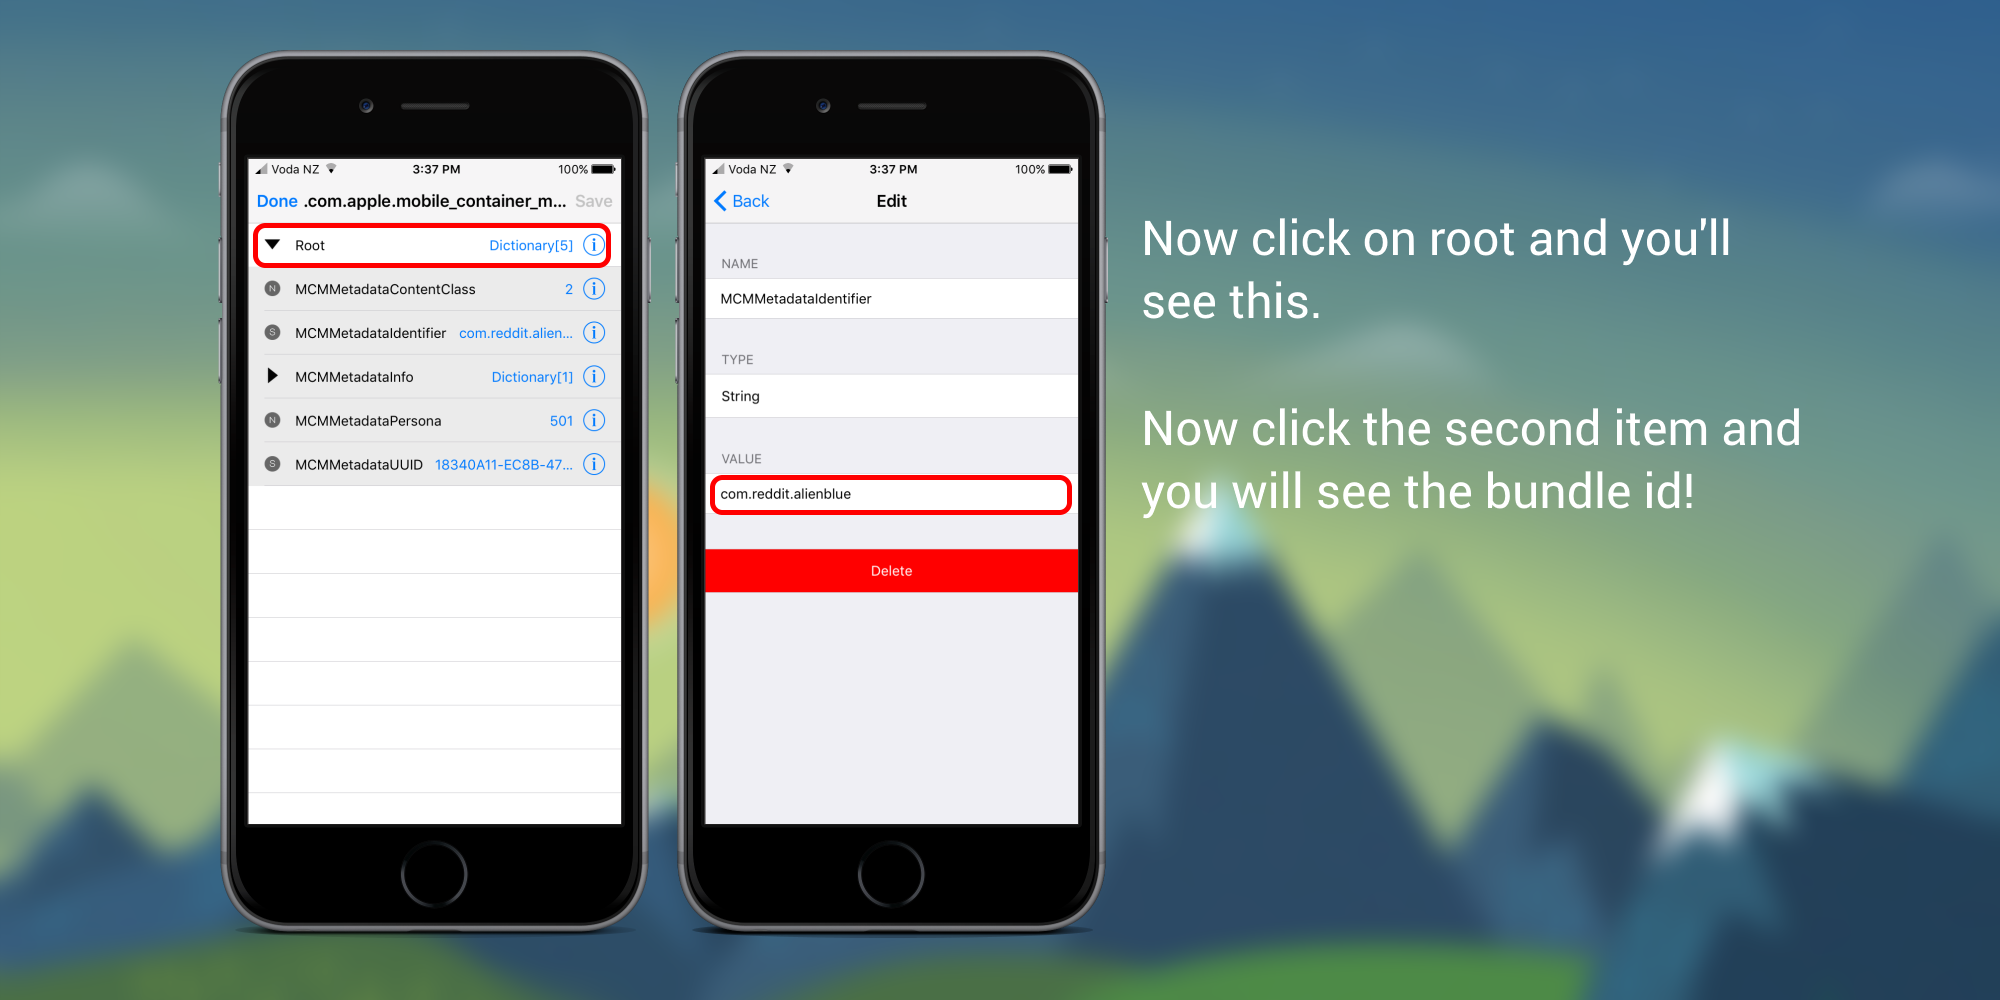 Voda NZ 3:37 PM 100%
Done .com.apple.mobile_container_m... Save
Root Dictionary[5] i
N MCMMetadataContentClass 2 i
S MCMMetadataIdentifier com.reddit.alien... i
MCMMetadataInfo Dictionary[1] i
N MCMMetadataPersona 501 i
S MCMMetadataUUID 18340A11-EC8B-47... i
Voda NZ 3:37 PM 100%
Back Edit
NAME
MCMMetadataIdentifier
TYPE
String
VALUE
com.reddit.alienblue
Delete
Now click on root and you'll
see this.
Now click the second item and
you will see the bundle id!